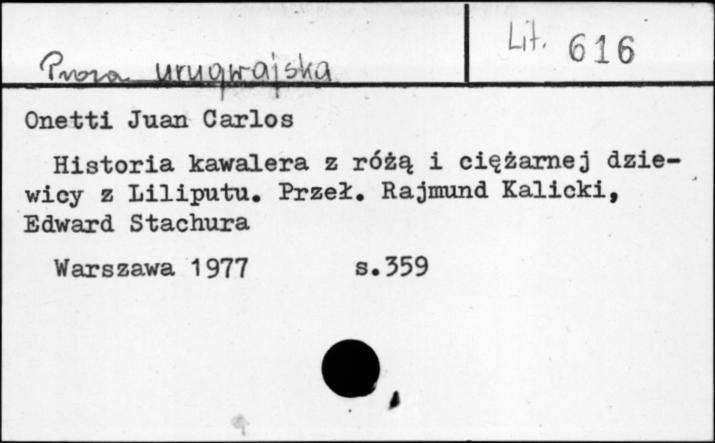 Proza urugwajska
Lit. 616
Onetti Juan Carlos
Historia kawalera z różą i ciężarnej dzie-
wicy z Liliputu. Przeł. Rajmund Kalicki,
Edward Stachura
Warszawa 1977 s.359